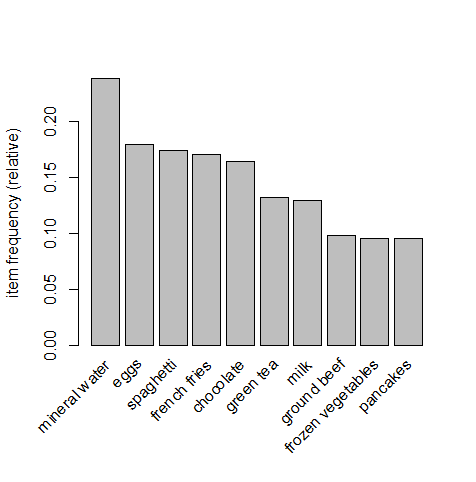 item frequency (relative)
0.20
0.15
0.10
0.05
0.00
mineral water
eggs
spaghetti
french fries
chocolate
green tea
milk
ground beef
frozen vegetables
pancakes